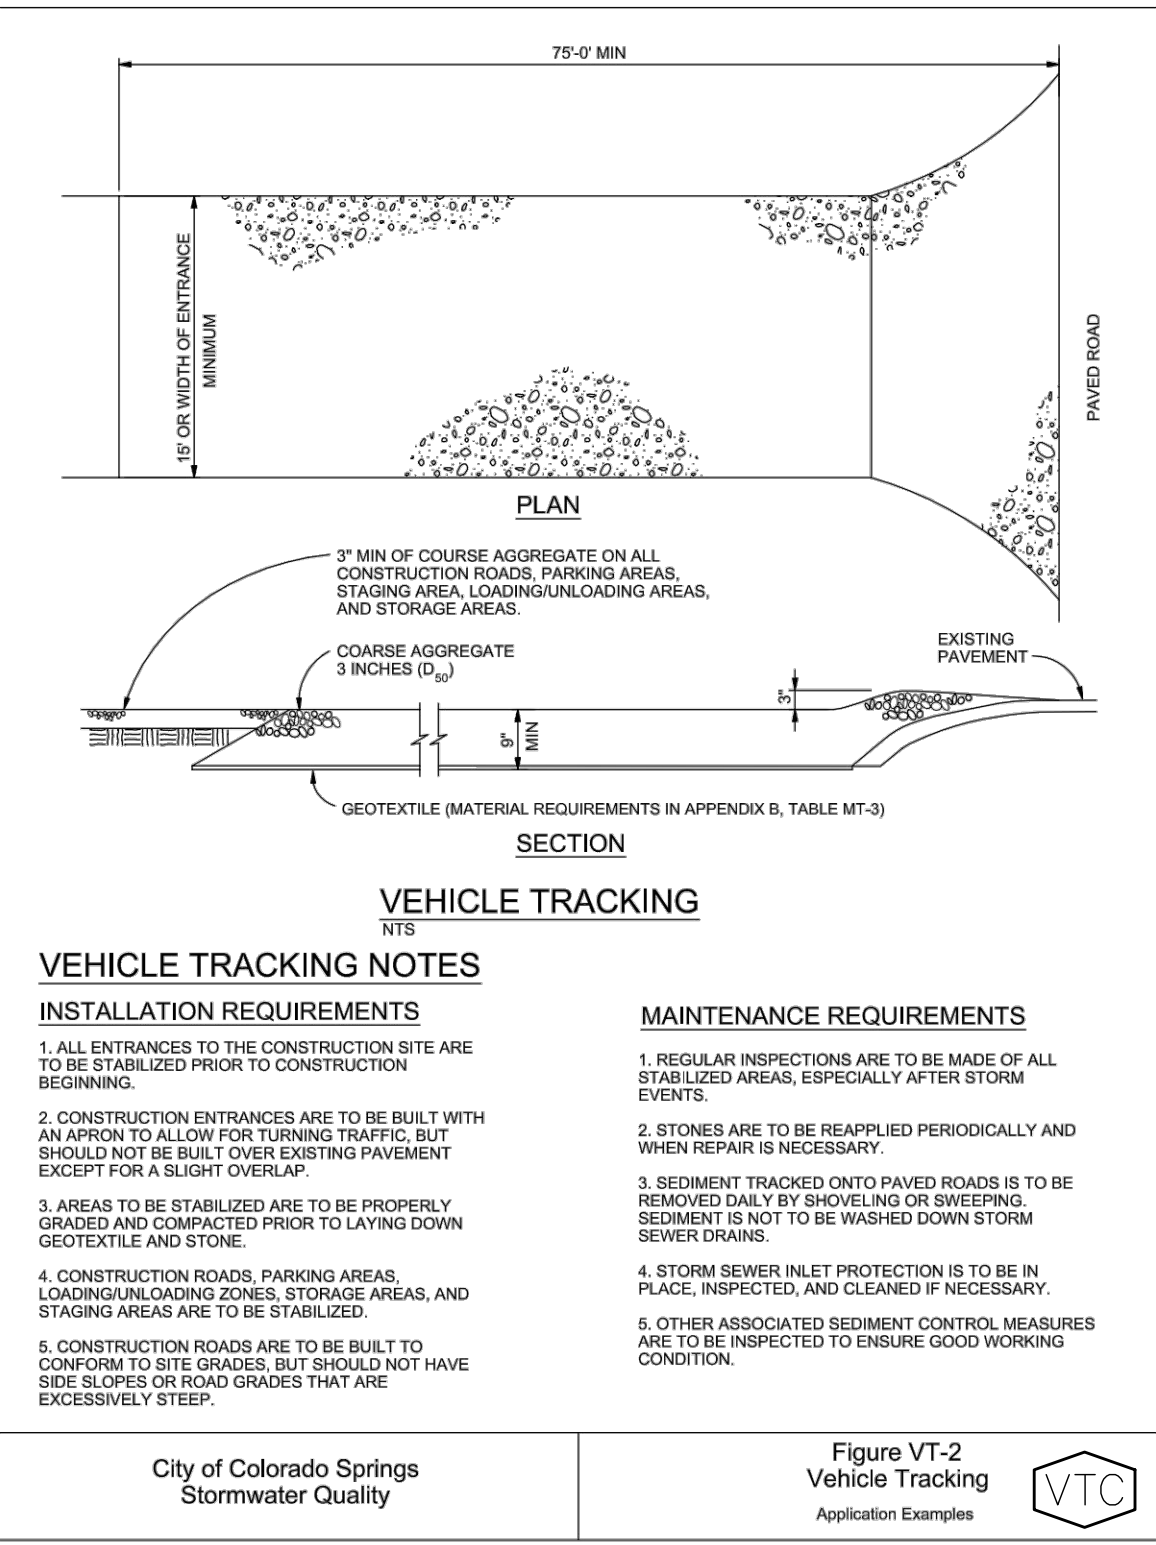 75'-0' MIN
15' OR WIDTH OF ENTRANCE
MINIMUM
PAVED ROAD
PLAN
3" MIN OF COURSE AGGREGATE ON ALL
CONSTRUCTION ROADS, PARKING AREAS,
STAGING AREA, LOADING/UNLOADING AREAS,
AND STORAGE AREAS.
COARSE AGGREGATE
3 INCHES (D50)
EXISTING
PAVEMENT
3"
9"
MIN
GEOTEXTILE (MATERIAL REQUIREMENTS IN APPENDIX B, TABLE MT-3)
SECTION
VEHICLE TRACKING
NTS
VEHICLE TRACKING NOTES
INSTALLATION REQUIREMENTS
1. ALL ENTRANCES TO THE CONSTRUCTION SITE ARE
TO BE STABILIZED PRIOR TO CONSTRUCTION
BEGINNING.
2. CONSTRUCTION ENTRANCES ARE TO BE BUILT WITH
AN APRON TO ALLOW FOR TURNING TRAFFIC, BUT
SHOULD NOT BE BUILT OVER EXISTING PAVEMENT
EXCEPT FOR A SLIGHT OVERLAP.
3. AREAS TO BE STABILIZED ARE TO BE PROPERLY
GRADED AND COMPACTED PRIOR TO LAYING DOWN
GEOTEXTILE AND STONE.
4. CONSTRUCTION ROADS, PARKING AREAS,
LOADING/UNLOADING ZONES, STORAGE AREAS, AND
STAGING AREAS ARE TO BE STABILIZED.
5. CONSTRUCTION ROADS ARE TO BE BUILT TO
CONFORM TO SITE GRADES, BUT SHOULD NOT HAVE
SIDE SLOPES OR ROAD GRADES THAT ARE
EXCESSIVELY STEEP.
MAINTENANCE REQUIREMENTS
1. REGULAR INSPECTIONS ARE TO BE MADE OF ALL
STABILIZED AREAS, ESPECIALLY AFTER STORM
EVENTS.
2. STONES ARE TO BE REAPPLIED PERIODICALLY AND
WHEN REPAIR IS NECESSARY.
3. SEDIMENT TRACKED ONTO PAVED ROADS IS TO BE
REMOVED DAILY BY SHOVELING OR SWEEPING.
SEDIMENT IS NOT TO BE WASHED DOWN STORM
SEWER DRAINS.
4. STORM SEWER INLET PROTECTION IS TO BE IN
PLACE, INSPECTED, AND CLEANED IF NECESSARY.
5. OTHER ASSOCIATED SEDIMENT CONTROL MEASURES
ARE TO BE INSPECTED TO ENSURE GOOD WORKING
CONDITION.
City of Colorado Springs
Stormwater Quality
Figure VT-2
Vehicle Tracking
Application Examples
VTC